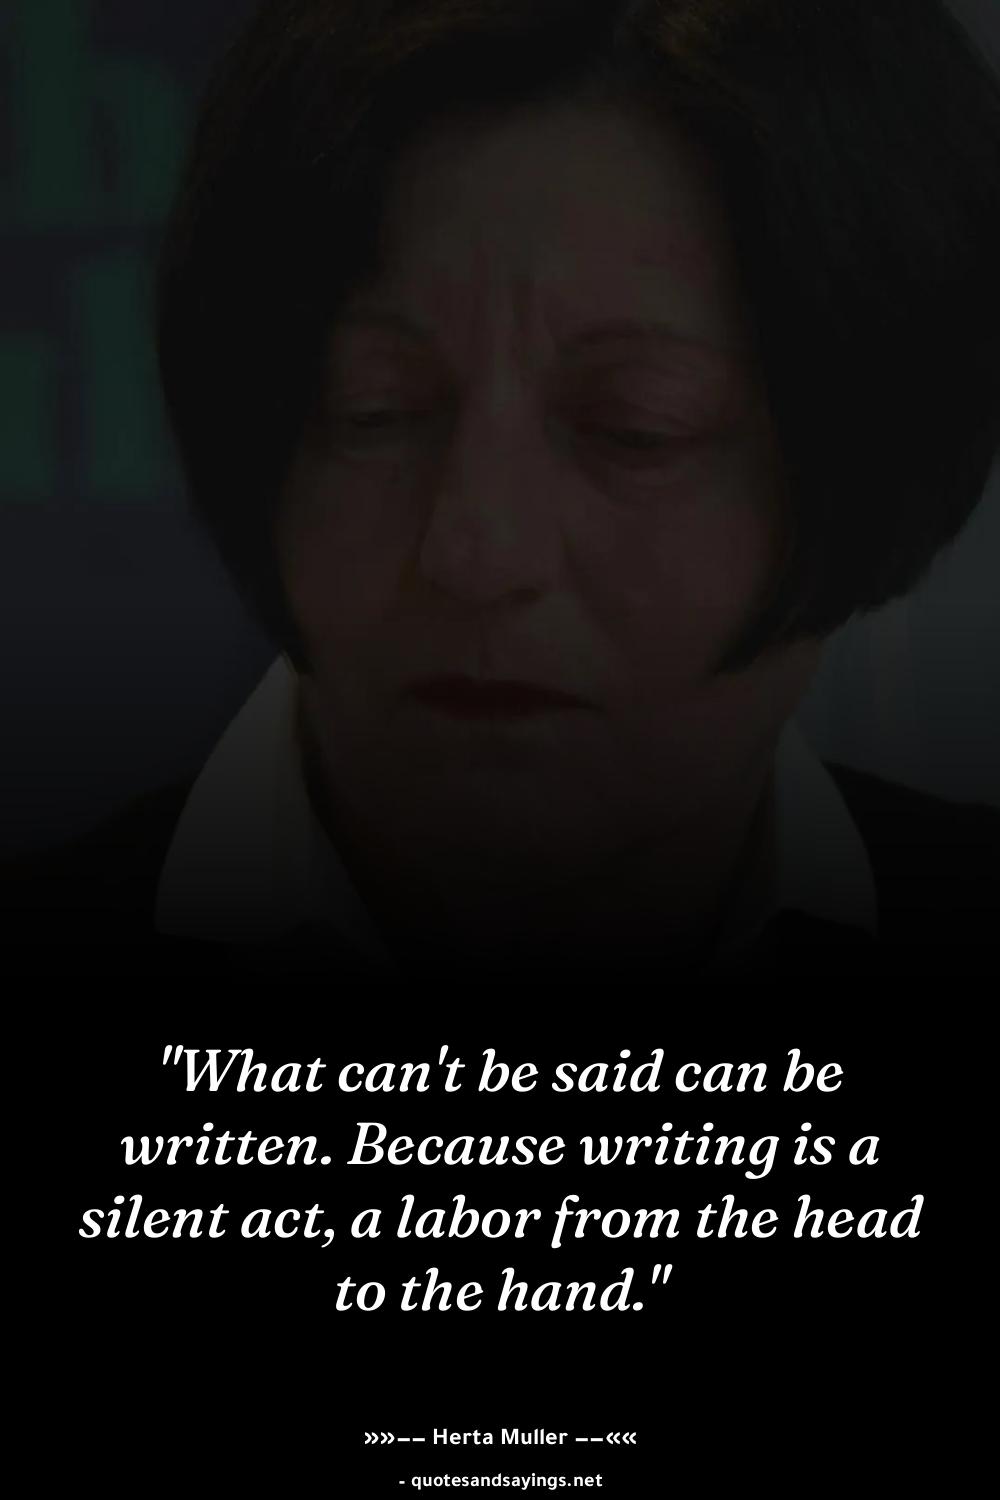 "What can't be said can be
written. Because writing is a
silent act, a labor from the head
to the hand."
»»–– Herta Muller ––««
- quotesandsayings.net